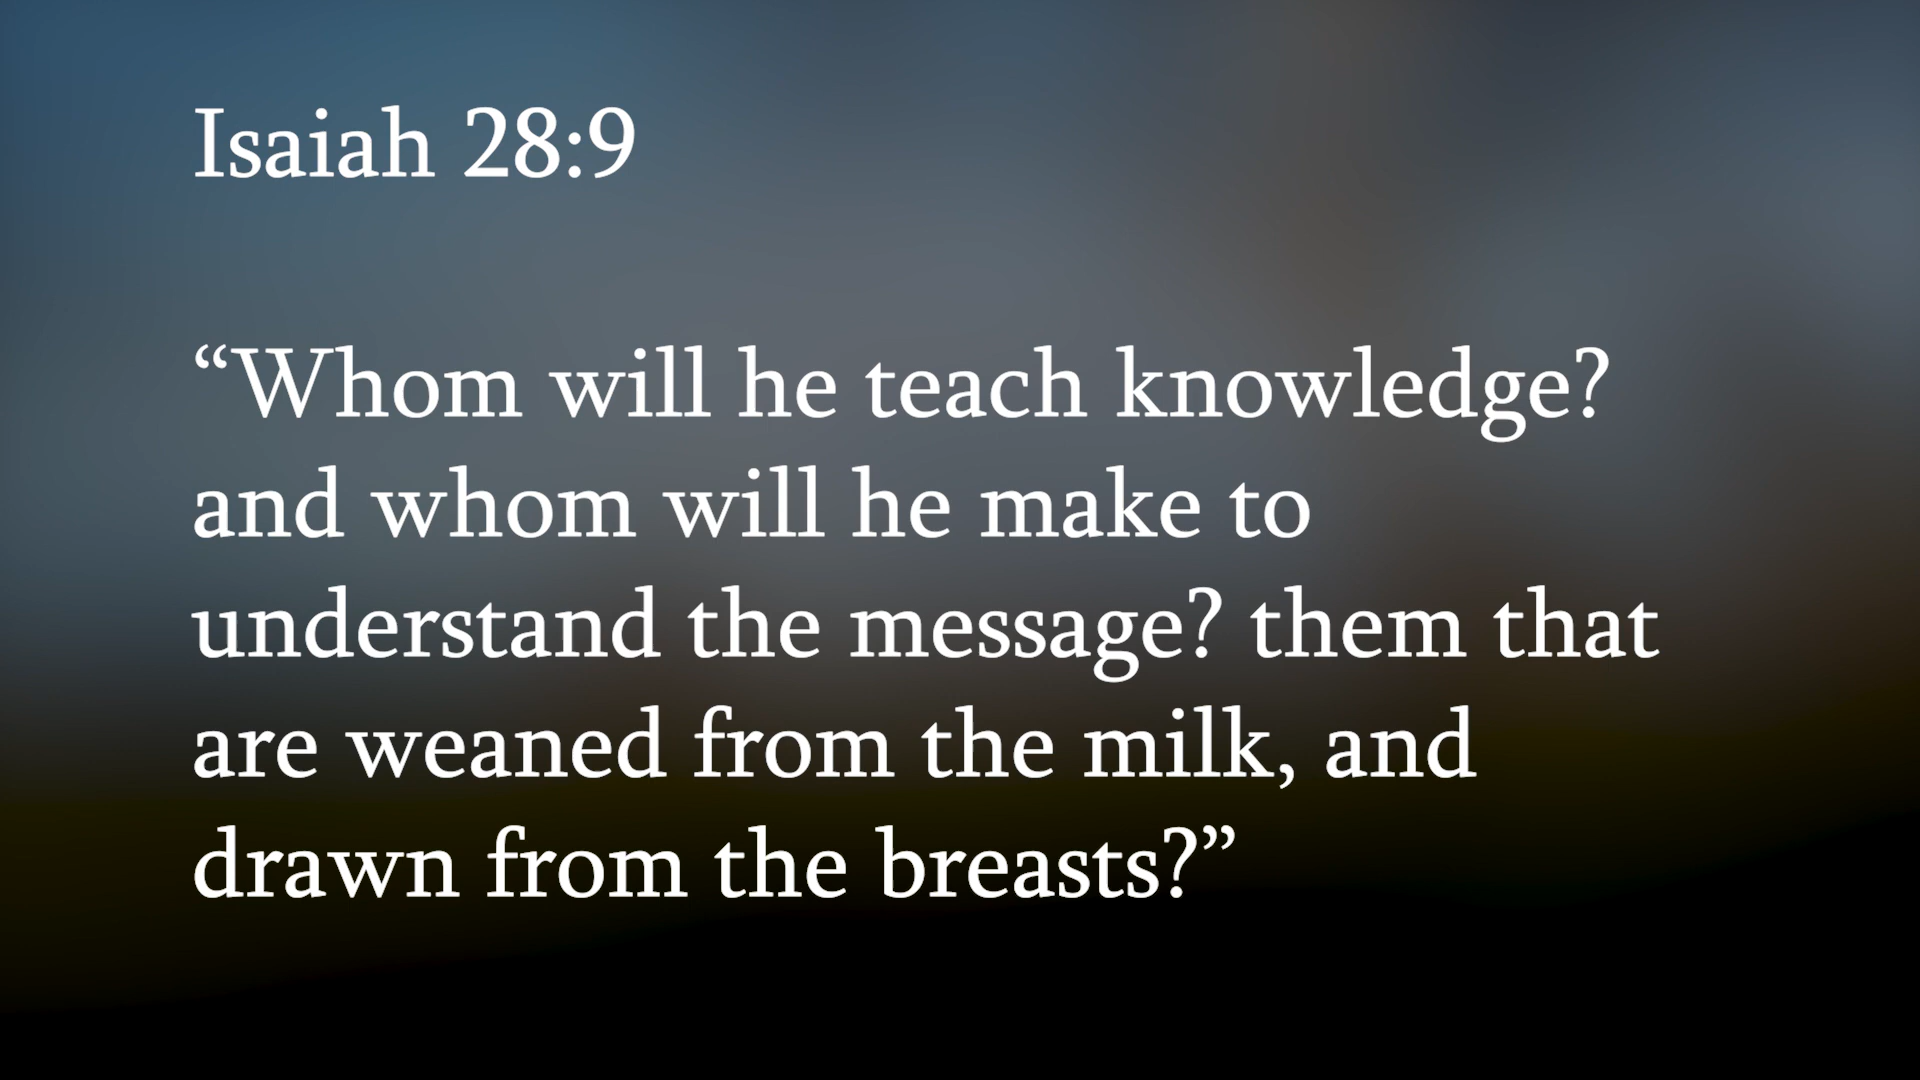 Isaiah 28:9
“Whom will he teach knowledge?
and whom will he make to
understand the message? them that
are weaned from the milk, and
drawn from the breasts?”